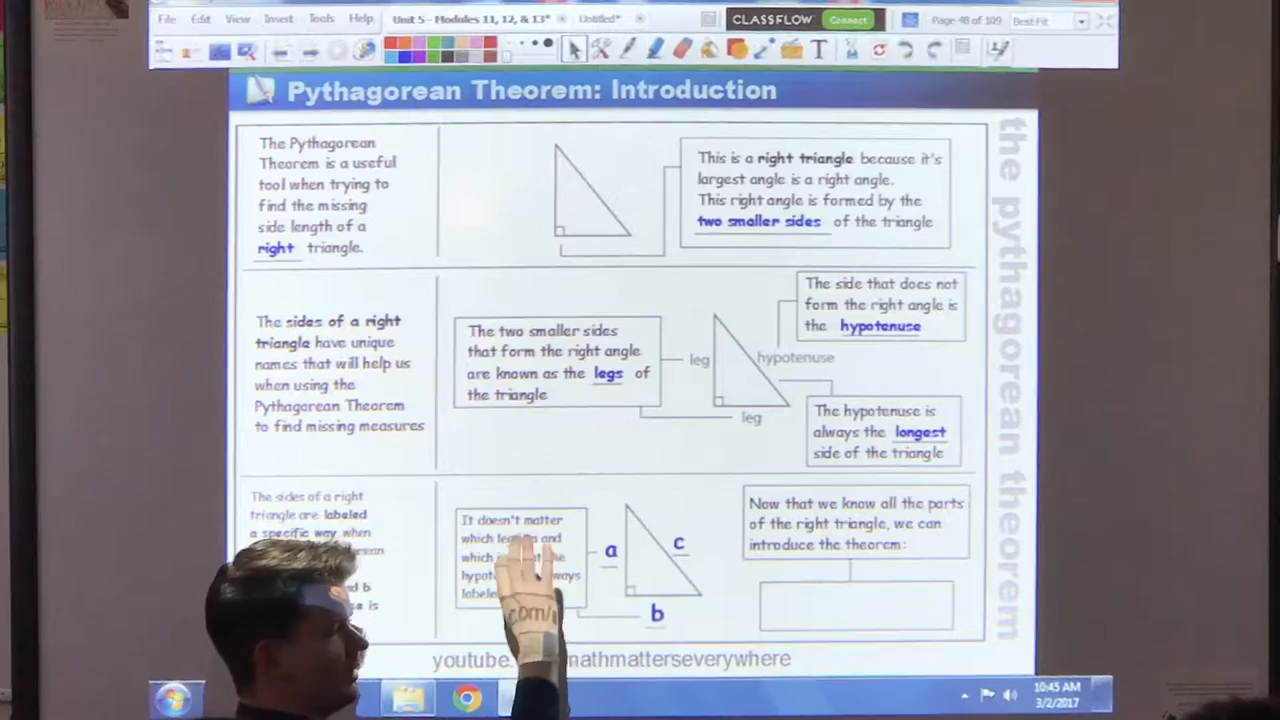 File Edit View Insert Tools Help Unit 5 - Modules 11, 12, & 13* Untitled* CLASSFLOW Connect Page 48 of 109 Best Fit
T
Pythagorean Theorem: Introduction
the pythagorean theorem
The Pythagorean
Theorem is a useful
tool when trying to
find the missing
side length of a
right triangle.
This is a right triangle because it's
largest angle is a right angle.
This right angle is formed by the
two smaller sides of the triangle
The sides of a right
triangle have unique
names that will help us
when using the
Pythagorean Theorem
to find missing measures
The two smaller sides
that form the right angle
are known as the legs of
the triangle
leg
hypotenuse
leg
The side that does not
form the right angle is
the hypotenuse
The hypotenuse is
always the longest
side of the triangle
The sides of a right
triangle are labeled
a specific way when
It doesn't matter
which and
which
a
c
b
Now that we know all the parts
of the right triangle, we can
introduce the theorem:
youtube. mathmatterseverywhere
10:45 AM
3/2/2017